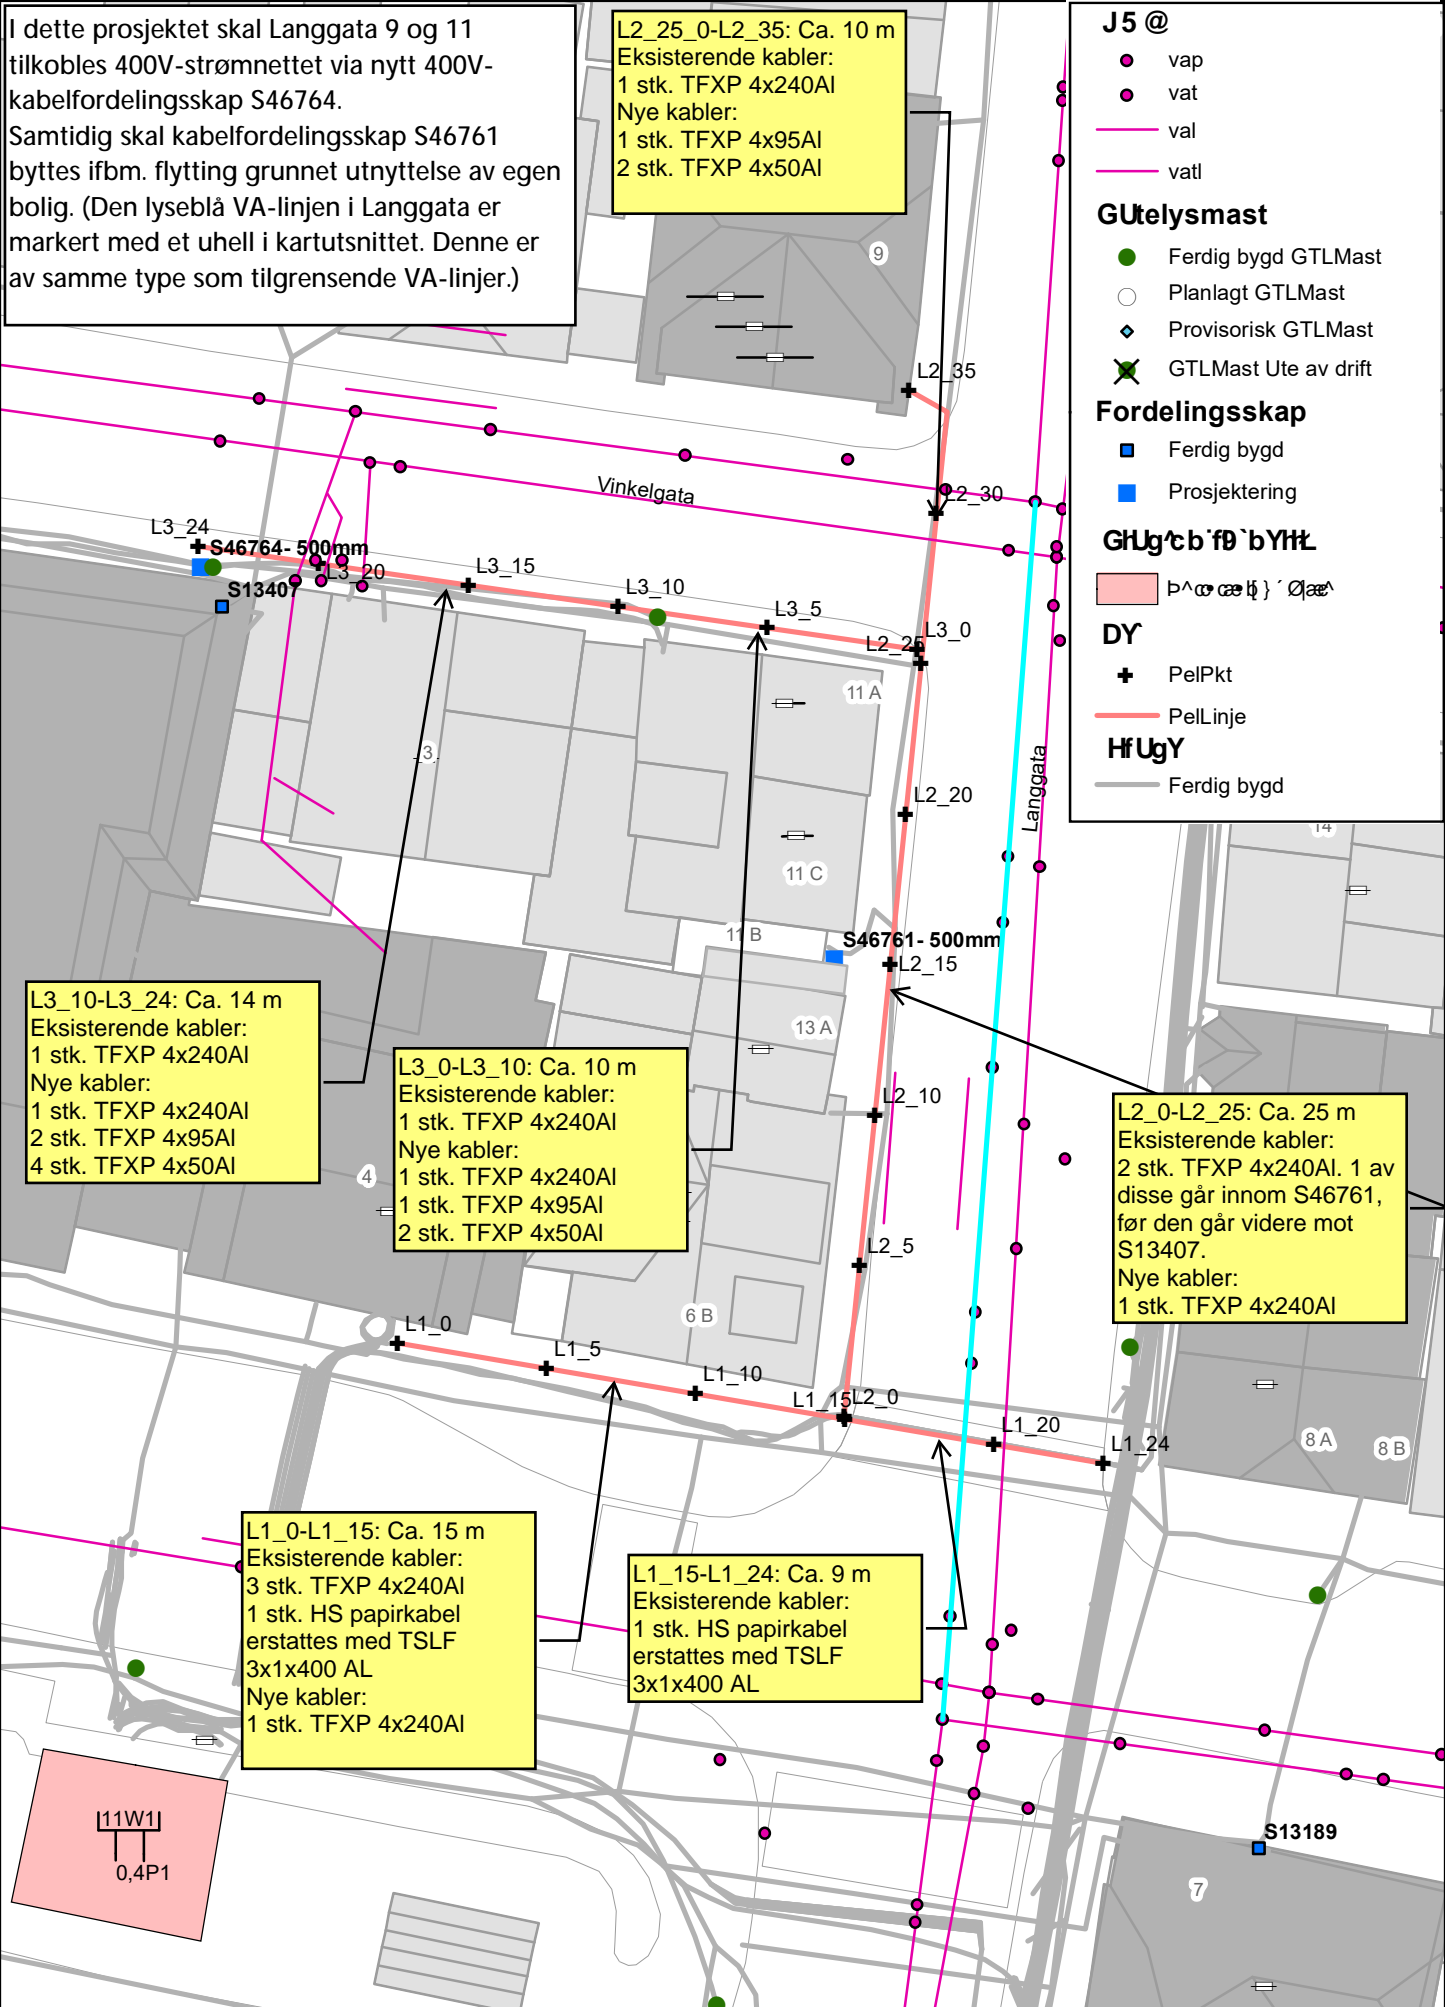 I dette prosjektet skal Langgata 9 og 11
tilkobles 400V-strømnettet via nytt 400V-
kabelfordelingsskap S46764.
Samtidig skal kabelfordelingsskap S46761
byttes ifbm. flytting grunnet utnyttelse av egen
bolig. (Den lyseblå VA-linjen i Langgata er
markert med et uhell i kartutsnittet. Denne er
av samme type som tilgrensende VA-linjer.)
L2_25_0-L2_35: Ca. 10 m
Eksisterende kabler:
1 stk. TFXP 4x240Al
Nye kabler:
1 stk. TFXP 4x95Al
2 stk. TFXP 4x50Al
J5 @
vap
vat
val
vatl
GUtelysmast
Ferdig bygd GTLMast
Planlagt GTLMast
Provisorisk GTLMast
GTLMast Ute av drift
Fordelingsskap
Ferdig bygd
Prosjektering
PelPkt
PelLinje
HfUgY
Ferdig bygd
9
L2_35
Vinkelgata
L2_30
L3_24
S46764- 500mm
L3_20
S13407
L3_15
L3_10
L3_5
L3_0
L2_25
11 A
3
L2_20
Langgata
14
11 C
11 B
S46761- 500mm
L2_15
13 A
L3_10-L3_24: Ca. 14 m
Eksisterende kabler:
1 stk. TFXP 4x240Al
Nye kabler:
1 stk. TFXP 4x240Al
2 stk. TFXP 4x95Al
4 stk. TFXP 4x50Al
L3_0-L3_10: Ca. 10 m
Eksisterende kabler:
1 stk. TFXP 4x240Al
Nye kabler:
1 stk. TFXP 4x240Al
1 stk. TFXP 4x95Al
2 stk. TFXP 4x50Al
L2_10
L2_0-L2_25: Ca. 25 m
Eksisterende kabler:
2 stk. TFXP 4x240Al. 1 av
disse går innom S46761,
før den går videre mot
S13407.
Nye kabler:
1 stk. TFXP 4x240Al
4
L2_5
6 B
L1_0
L1_5
L1_10
L1_15
L2_0
L1_20
L1_24
8 A
8 B
L1_0-L1_15: Ca. 15 m
Eksisterende kabler:
3 stk. TFXP 4x240Al
1 stk. HS papirkabel
erstattes med TSLF
3x1x400 AL
Nye kabler:
1 stk. TFXP 4x240Al
L1_15-L1_24: Ca. 9 m
Eksisterende kabler:
1 stk. HS papirkabel
erstattes med TSLF
3x1x400 AL
11W1
0,4P1
S13189
7